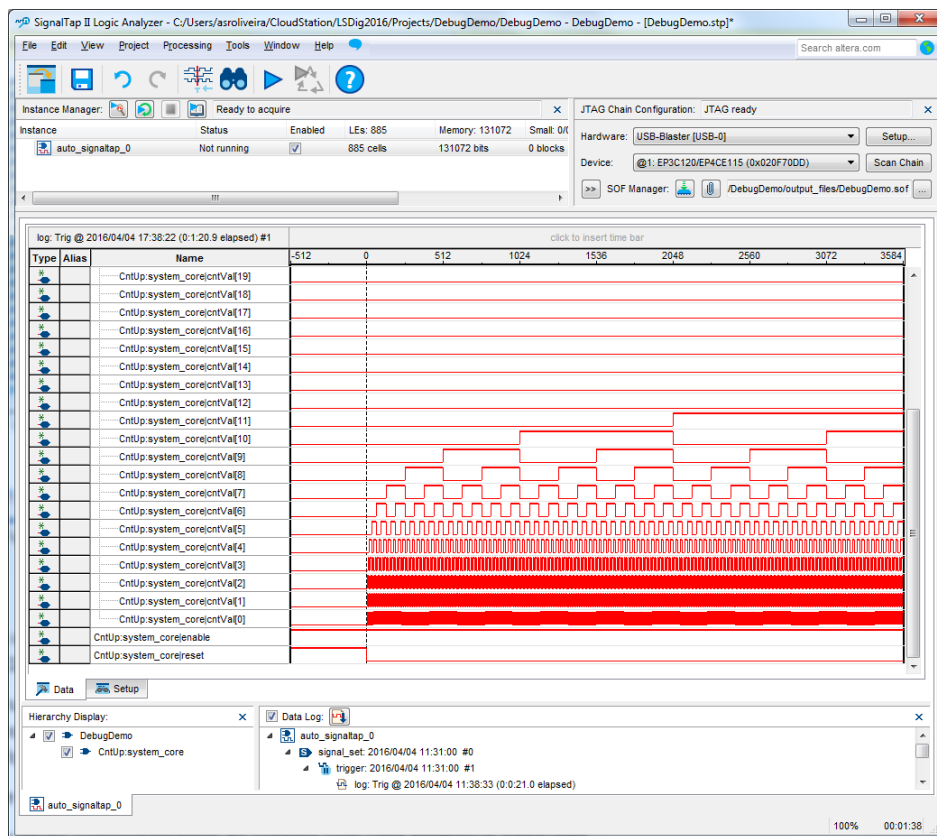 SignalTap II Logic Analyzer - C:/Users/asroliveira/CloudStation/LSDig2016/Projects/DebugDemo/DebugDemo - DebugDemo - [DebugDemo.stp]*
File Edit View Project Processing Tools Window Help
Search altera.com
Instance Manager: Ready to acquire
JTAG Chain Configuration: JTAG ready
Instance Status Enabled LEs: 885 Memory: 131072 Small: 0/(
auto_signaltap_0 Not running 885 cells 131072 bits 0 blocks
Hardware: USB-Blaster [USB-0] Setup...
Device: @1: EP3C120/EP4CE115 (0x020F70DD) Scan Chain
>> SOF Manager: /DebugDemo/output_files/DebugDemo.sof ...
log: Trig @ 2016/04/04 17:38:22 (0:1:20.9 elapsed) #1 click to insert time bar
Type Alias Name -512 0 512 1024 1536 2048 2560 3072 3584
CntUp:system_core|cntVal[19]
CntUp:system_core|cntVal[18]
CntUp:system_core|cntVal[17]
CntUp:system_core|cntVal[16]
CntUp:system_core|cntVal[15]
CntUp:system_core|cntVal[14]
CntUp:system_core|cntVal[13]
CntUp:system_core|cntVal[12]
CntUp:system_core|cntVal[11]
CntUp:system_core|cntVal[10]
CntUp:system_core|cntVal[9]
CntUp:system_core|cntVal[8]
CntUp:system_core|cntVal[7]
CntUp:system_core|cntVal[6]
CntUp:system_core|cntVal[5]
CntUp:system_core|cntVal[4]
CntUp:system_core|cntVal[3]
CntUp:system_core|cntVal[2]
CntUp:system_core|cntVal[1]
CntUp:system_core|cntVal[0]
CntUp:system_core|enable
CntUp:system_core|reset
Data Setup
Hierarchy Display:
DebugDemo
CntUp:system_core
Data Log:
auto_signaltap_0
signal_set: 2016/04/04 11:31:00 #0
trigger: 2016/04/04 11:31:00 #1
log: Trig @ 2016/04/04 11:38:33 (0:0:21.0 elapsed)
auto_signaltap_0
100% 00:01:38